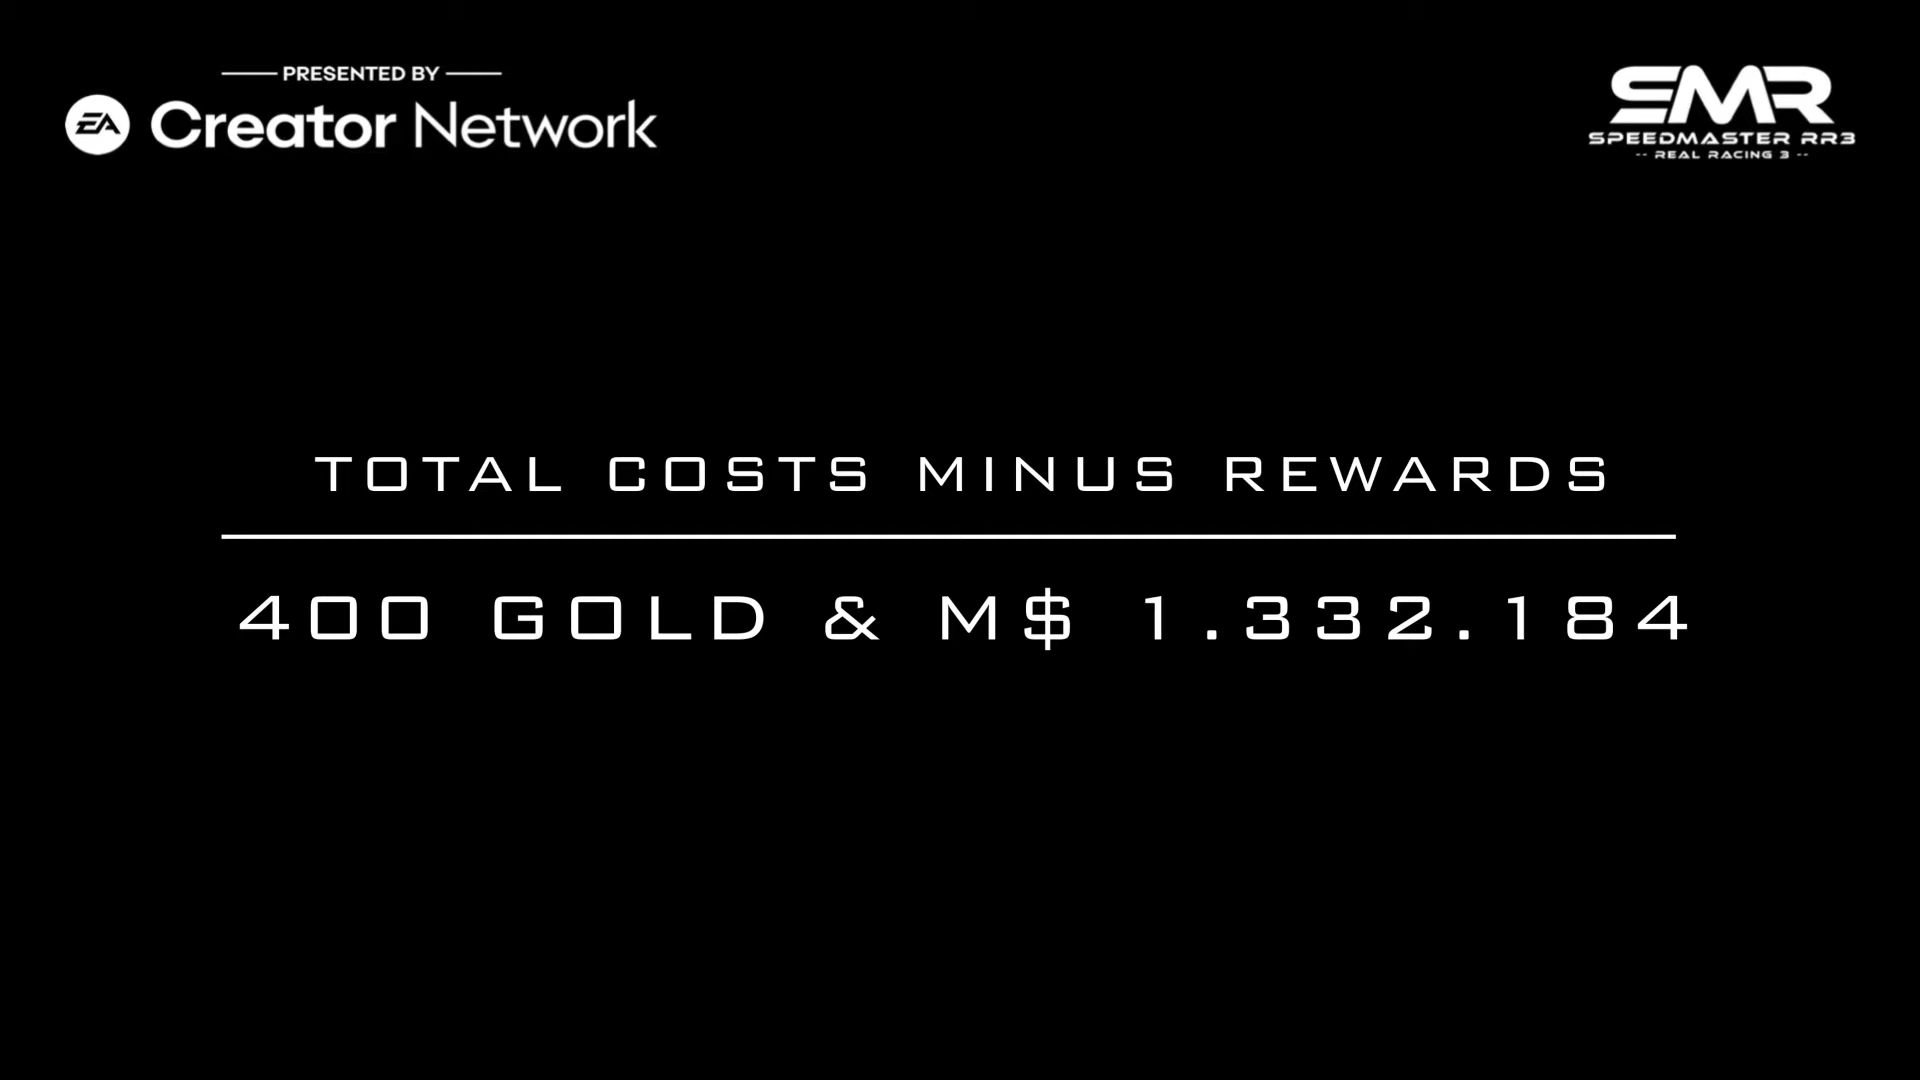 PRESENTED BY
EA Creator Network
SMR
SPEEDMASTER RR3
-- REAL RACING 3 --
TOTAL COSTS MINUS REWARDS
400 GOLD & M$ 1.332.184